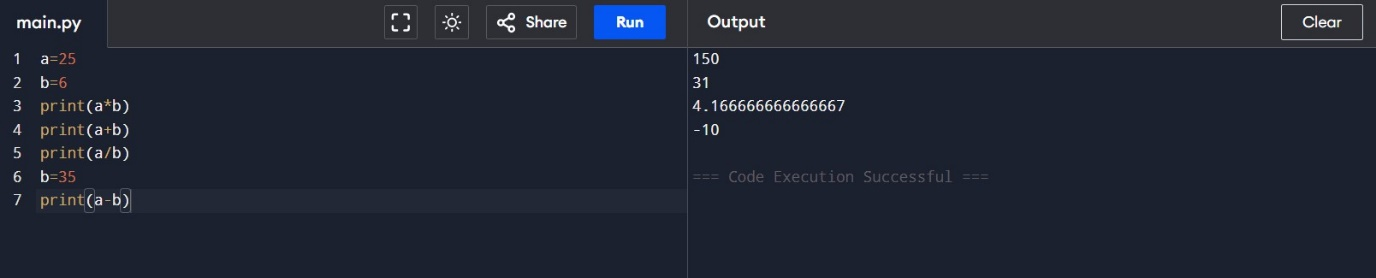 main.py Share Run Output Clear
1 a=25
2 b=6
3 print(a*b)
4 print(a+b)
5 print(a/b)
6 b=35
7 print(a-b)
150
31
4.166666666666667
-10
=== Code Execution Successful ===